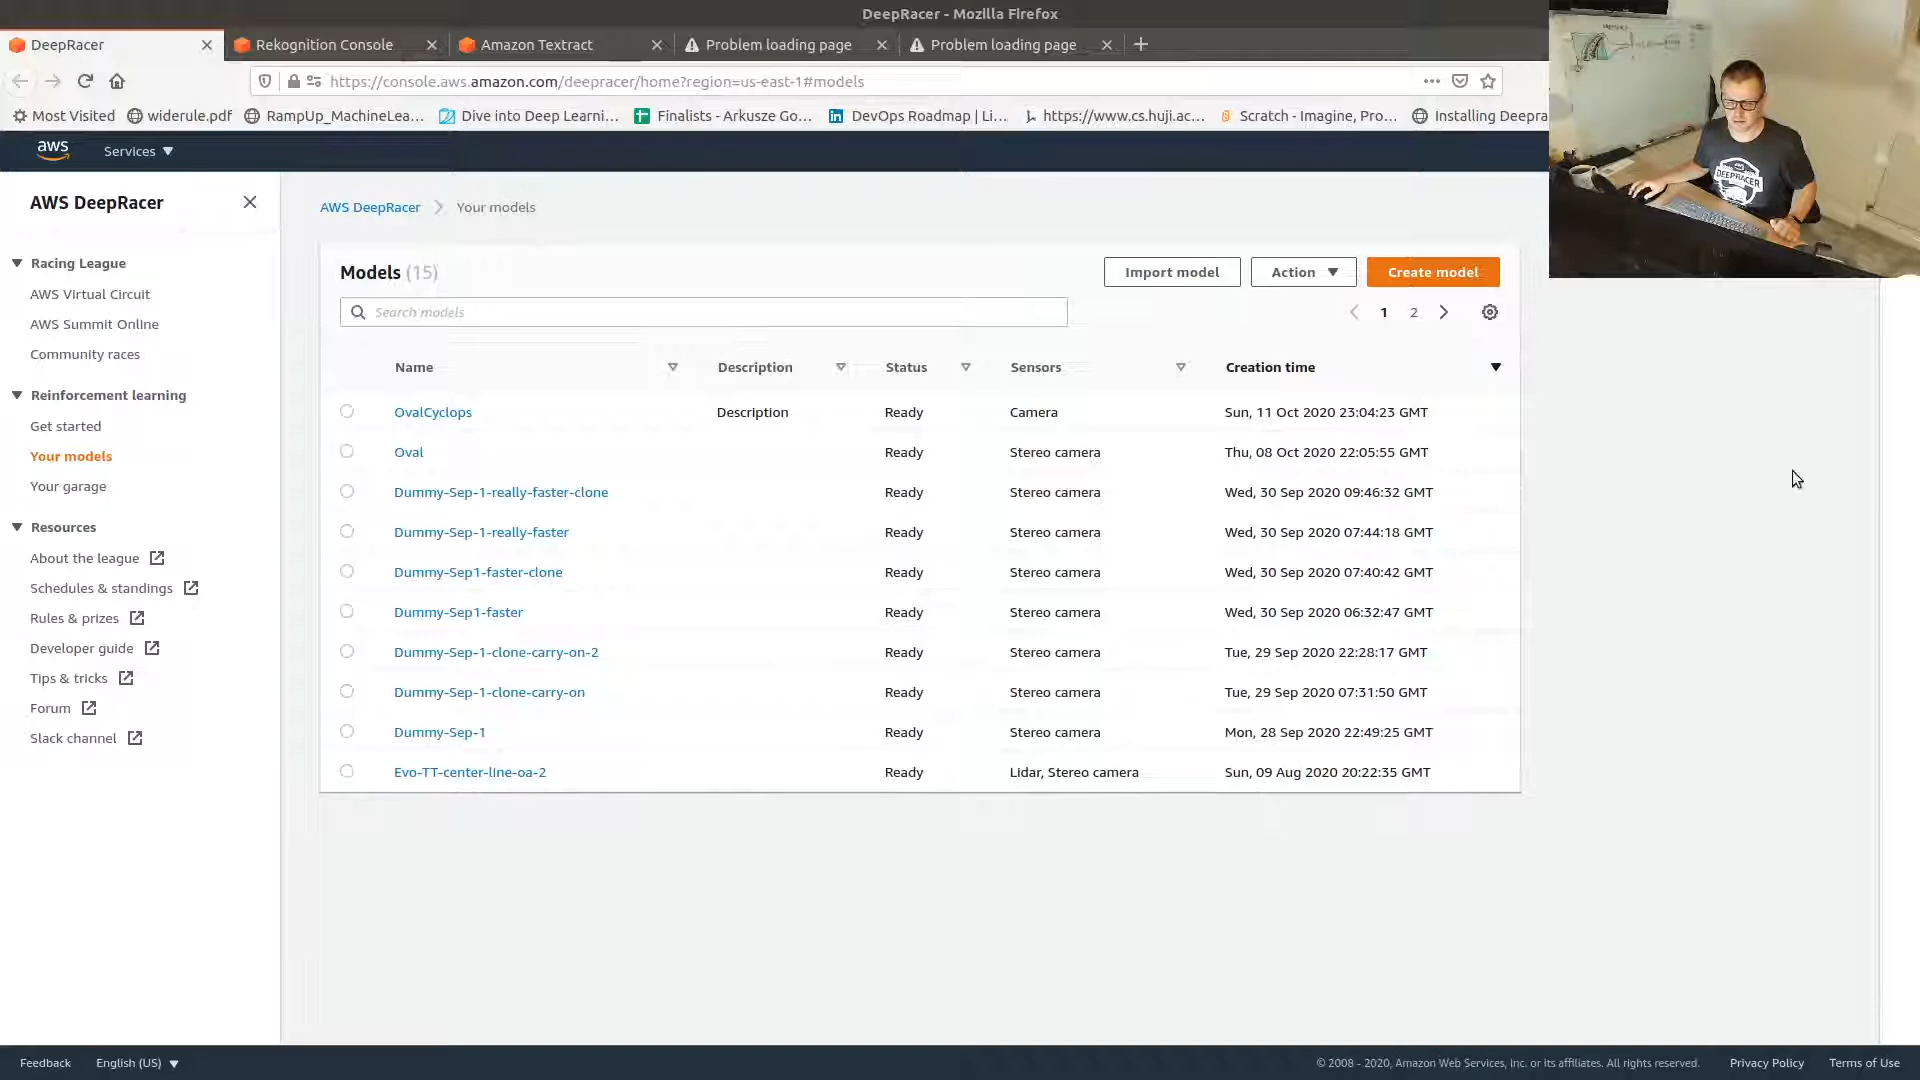 DeepRacer - Mozilla Firefox
DeepRacer
Rekognition Console
Amazon Textract
Problem loading page
Problem loading page
https://console.aws.amazon.com/deepracer/home?region=us-east-1#models
Most Visited
widerule.pdf
RampUp_MachineLea...
Dive into Deep Learni...
Finalists - Arkusze Go...
DevOps Roadmap | Li...
https://www.cs.huji.ac...
Scratch - Imagine, Pro...
Installing Deepra
aws
Services
DEEPRACER
AWS DeepRacer
Racing League
AWS Virtual Circuit
AWS Summit Online
Community races
Reinforcement learning
Get started
Your models
Your garage
Resources
About the league
Schedules & standings
Rules & prizes
Developer guide
Tips & tricks
Forum
Slack channel
AWS DeepRacer
Your models
Models (15)
Import model
Action
Create model
Search models
1
2
Name Description Status Sensors Creation time
OvalCyclops Description Ready Camera Sun, 11 Oct 2020 23:04:23 GMT
Oval Ready Stereo camera Thu, 08 Oct 2020 22:05:55 GMT
Dummy-Sep-1-really-faster-clone Ready Stereo camera Wed, 30 Sep 2020 09:46:32 GMT
Dummy-Sep-1-really-faster Ready Stereo camera Wed, 30 Sep 2020 07:44:18 GMT
Dummy-Sep1-faster-clone Ready Stereo camera Wed, 30 Sep 2020 07:40:42 GMT
Dummy-Sep1-faster Ready Stereo camera Wed, 30 Sep 2020 06:32:47 GMT
Dummy-Sep-1-clone-carry-on-2 Ready Stereo camera Tue, 29 Sep 2020 22:28:17 GMT
Dummy-Sep-1-clone-carry-on Ready Stereo camera Tue, 29 Sep 2020 07:31:50 GMT
Dummy-Sep-1 Ready Stereo camera Mon, 28 Sep 2020 22:49:25 GMT
Evo-TT-center-line-oa-2 Ready Lidar, Stereo camera Sun, 09 Aug 2020 20:22:35 GMT
Feedback
English (US)
© 2008 - 2020, Amazon Web Services, Inc. or its affiliates. All rights reserved.
Privacy Policy
Terms of Use